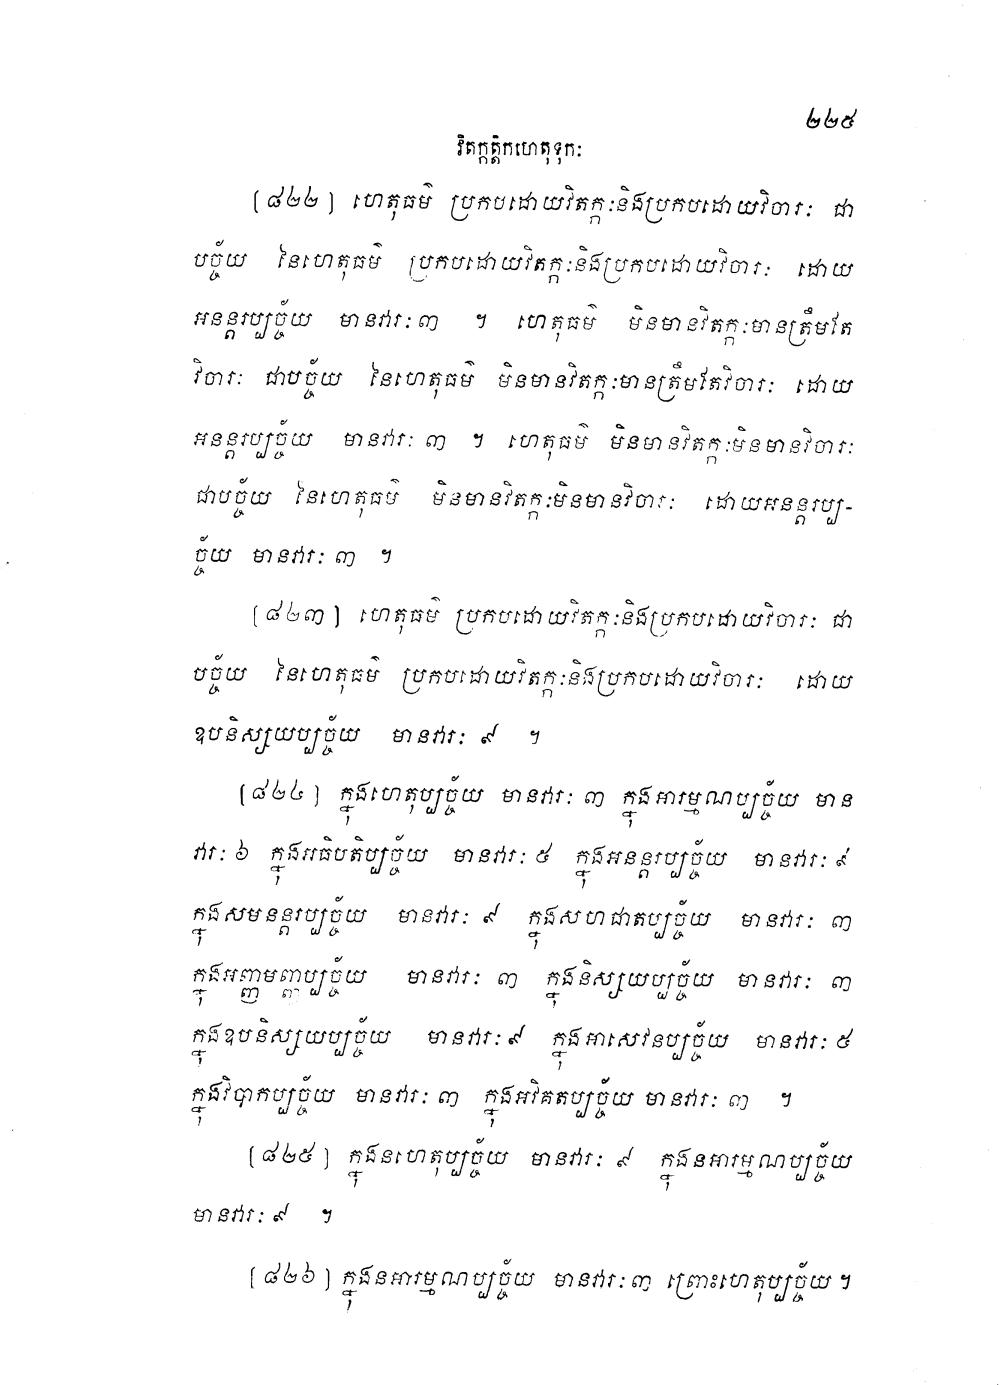 ២២៥
វិតក្កត្តិកហេតុទុកៈ
[៨២២] ហេតុធម៌ ប្រកបដោយវិតក្កៈនិងប្រកបដោយវិចារៈ ជា
បច្ច័យ នៃហេតុធម៌ ប្រកបដោយវិតក្កៈនិងប្រកបដោយវិចារៈ ដោយ
អនន្តរប្បច្ច័យ មានវារៈ ៣ ។ ហេតុធម៌ មិនមានវិតក្កៈមានត្រឹមតែ
វិចារៈ ជាបច្ច័យ នៃហេតុធម៌ មិនមានវិតក្កៈមានត្រឹមតែវិចារៈ ដោយ
អនន្តរប្បច្ច័យ មានវារៈ ៣ ។ ហេតុធម៌ មិនមានវិតក្កៈមិនមានវិចារៈ
ជាបច្ច័យ នៃហេតុធម៌ មិនមានវិតក្កៈមិនមានវិចារៈ ដោយអនន្តរប្ប-
ច្ច័យ មានវារៈ ៣ ។
[៨២៣] ហេតុធម៌ ប្រកបដោយវិតក្កៈនិងប្រកបដោយវិចារៈ ជា
បច្ច័យ នៃហេតុធម៌ ប្រកបដោយវិតក្កៈនិងប្រកបដោយវិចារៈ ដោយ
ឧបនិស្សយប្បច្ច័យ មានវារៈ ៩ ។
[៨២៤] ក្នុងហេតុប្បច្ច័យ មានវារៈ ៣ ក្នុងអារម្មណប្បច្ច័យ មាន
វារៈ ៦ ក្នុងអធិបតិប្បច្ច័យ មានវារៈ ៥ ក្នុងអនន្តរប្បច្ច័យ មានវារៈ ៩
ក្នុងសមនន្តរប្បច្ច័យ មានវារៈ ៩ ក្នុងសហជាតប្បច្ច័យ មានវារៈ ៣
ក្នុងអញ្ញមញ្ញប្បច្ច័យ មានវារៈ ៣ ក្នុងនិស្សយប្បច្ច័យ មានវារៈ ៣
ក្នុងឧបនិស្សយប្បច្ច័យ មានវារៈ ៩ ក្នុងអាសេវនប្បច្ច័យ មានវារៈ ៥
ក្នុងវិបាកប្បច្ច័យ មានវារៈ ៣ ក្នុងអវិគតប្បច្ច័យ មានវារៈ ៣ ។
[៨២៥] ក្នុងនហេតុប្បច្ច័យ មានវារៈ ៩ ក្នុងនអារម្មណប្បច្ច័យ
មានវារៈ ៩ ។
[៨២៦] ក្នុងនអារម្មណប្បច្ច័យ មានវារៈ ៣ ព្រោះហេតុប្បច្ច័យ ។